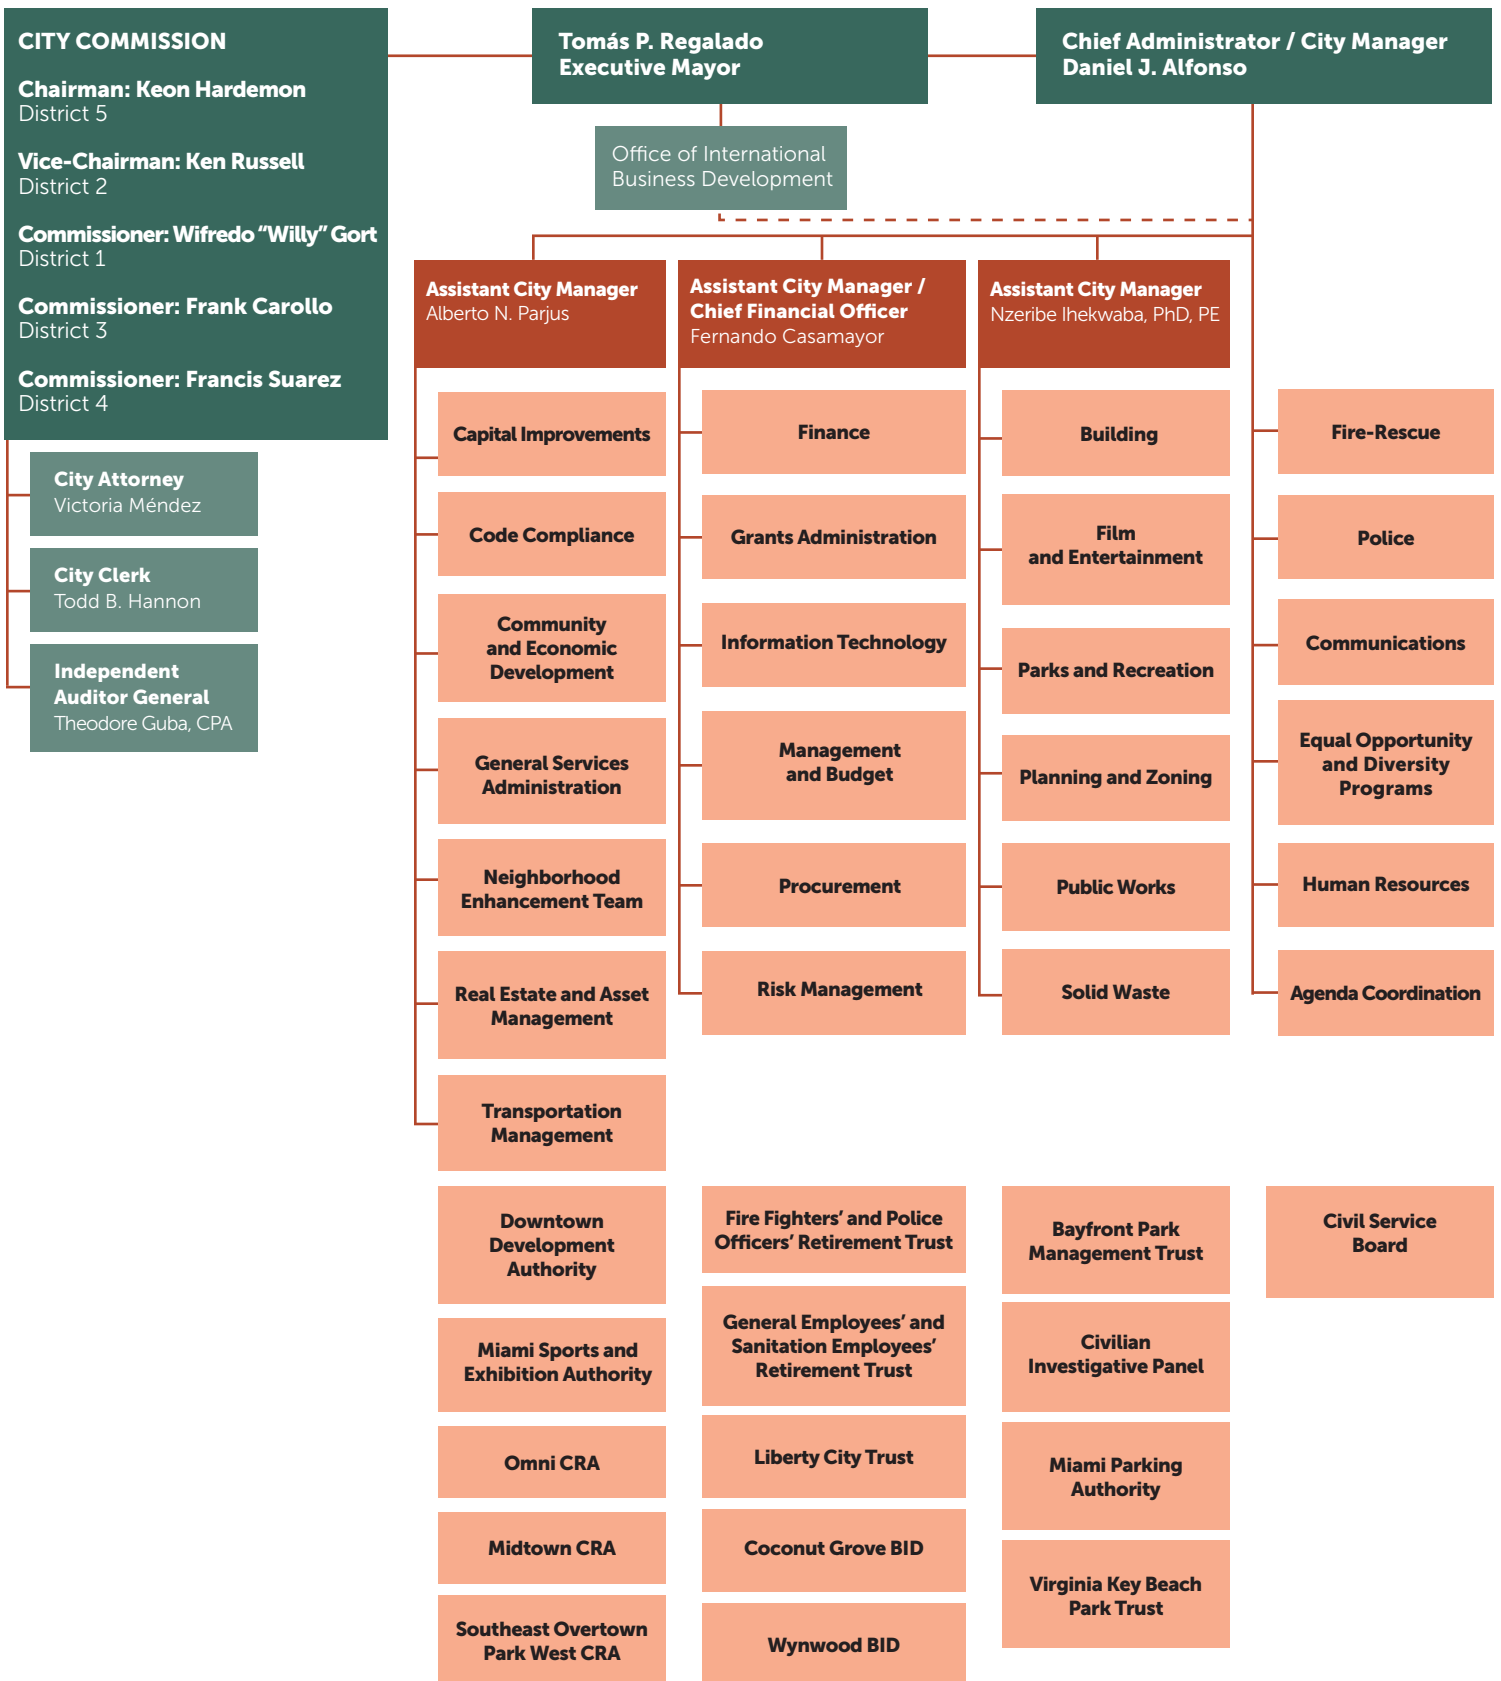 CITY COMMISSION
Chairman: Keon Hardemon
District 5
Vice-Chairman: Ken Russell
District 2
Commissioner: Wifredo “Willy” Gort
District 1
Commissioner: Frank Carollo
District 3
Commissioner: Francis Suarez
District 4
Tomás P. Regalado
Executive Mayor
Chief Administrator / City Manager
Daniel J. Alfonso
Office of International
Business Development
City Attorney
Victoria Méndez
City Clerk
Todd B. Hannon
Independent
Auditor General
Theodore Guba, CPA
Assistant City Manager
Alberto N. Parjus
Capital Improvements
Code Compliance
Community
and Economic
Development
General Services
Administration
Neighborhood
Enhancement Team
Real Estate and Asset
Management
Transportation
Management
Assistant City Manager /
Chief Financial Officer
Fernando Casamayor
Finance
Grants Administration
Information Technology
Management
and Budget
Procurement
Risk Management
Assistant City Manager
Nzeribe Ihekwaba, PhD, PE
Building
Film
and Entertainment
Parks and Recreation
Planning and Zoning
Public Works
Solid Waste
Fire-Rescue
Police
Communications
Equal Opportunity
and Diversity
Programs
Human Resources
Agenda Coordination
Downtown
Development
Authority
Miami Sports and
Exhibition Authority
Omni CRA
Midtown CRA
Southeast Overtown
Park West CRA
Fire Fighters’ and Police
Officers’ Retirement Trust
General Employees’ and
Sanitation Employees’
Retirement Trust
Liberty City Trust
Coconut Grove BID
Wynwood BID
Bayfront Park
Management Trust
Civilian
Investigative Panel
Miami Parking
Authority
Virginia Key Beach
Park Trust
Civil Service
Board